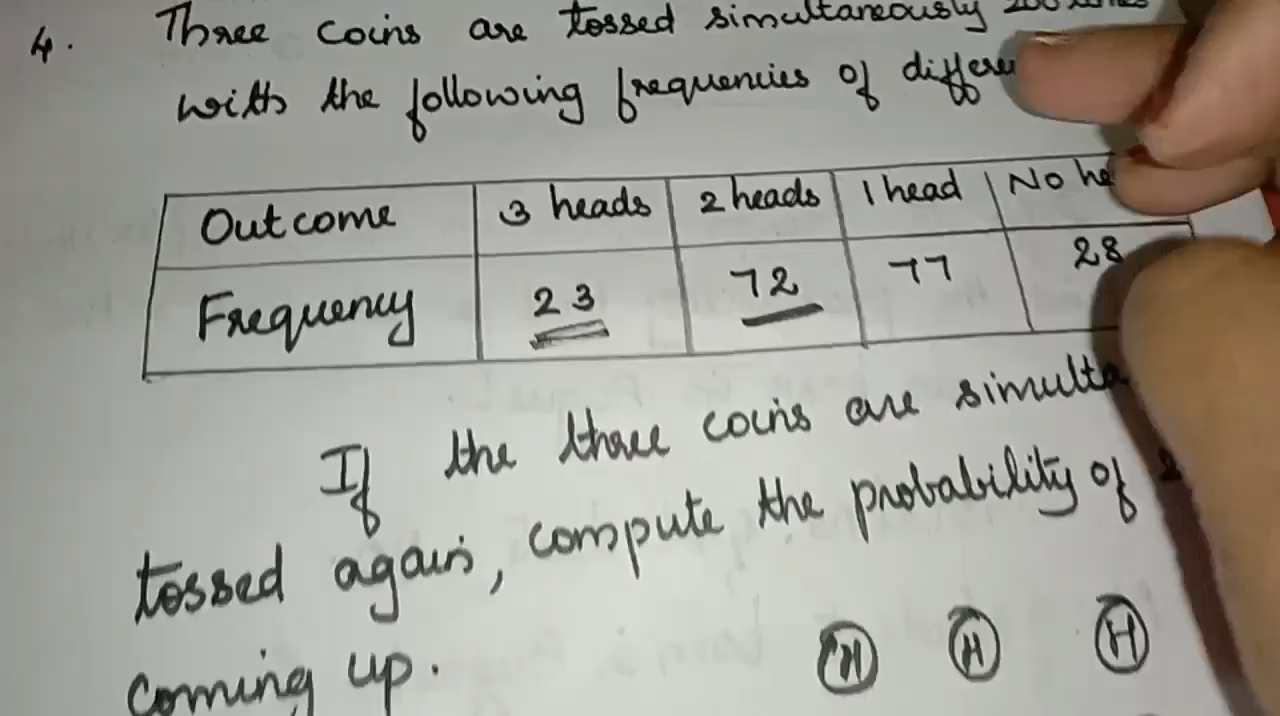 4. Three coins are tossed simultaneously
with the following frequencies of
Outcome 3 heads 2 heads 1 head No
Frequency 23 72 77 28
If the three coins are
tossed again, compute the probability of
coming up. H H H